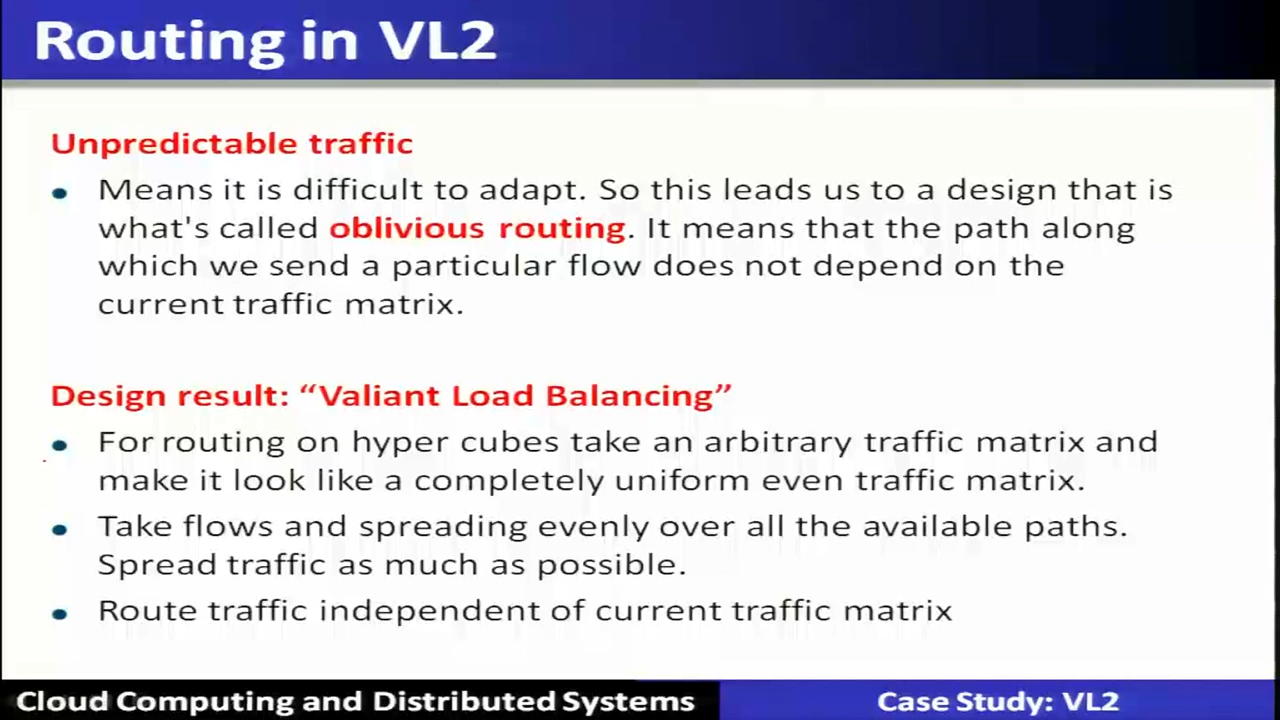 Routing in VL2
Unpredictable traffic
• Means it is difficult to adapt. So this leads us to a design that is
what's called oblivious routing. It means that the path along
which we send a particular flow does not depend on the
current traffic matrix.
Design result: “Valiant Load Balancing”
• For routing on hyper cubes take an arbitrary traffic matrix and
make it look like a completely uniform even traffic matrix.
• Take flows and spreading evenly over all the available paths.
Spread traffic as much as possible.
• Route traffic independent of current traffic matrix
Cloud Computing and Distributed Systems
Case Study: VL2